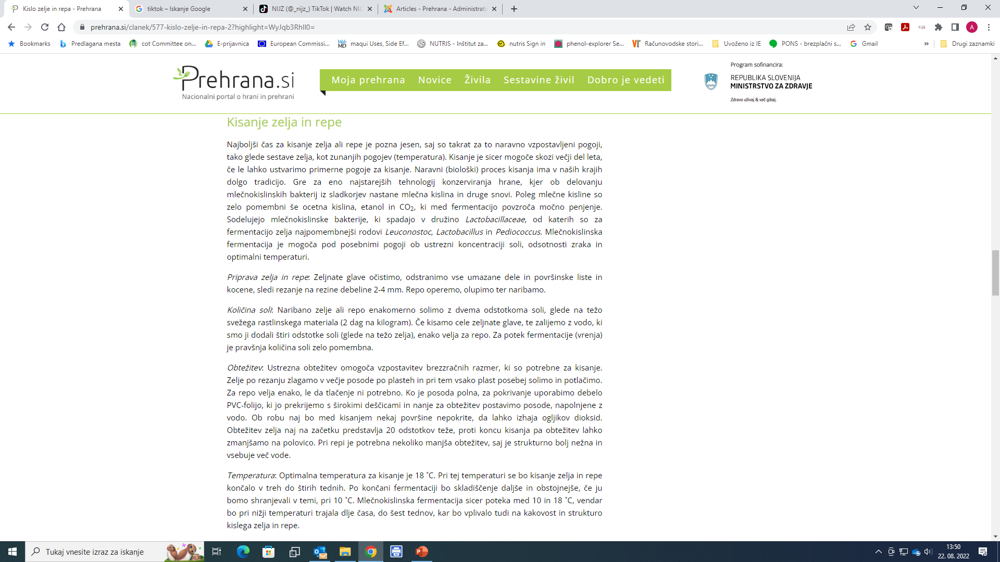 Kislo zelje in repa - Prehrana
tiktok – Iskanje Google
NIJZ (@_nijz_) TikTok | Watch NIJZ
Articles - Prehrana - Administrati
prehrana.si/clanek/577-kislo-zelje-in-repa-2?highlight=WyJqb3RhIl0=
A
Bookmarks
Predlagana mesta
cot Committee on...
E-prijavnica
European Commissi...
maqui Uses, Side Ef...
NUTRIS - Inštitut za...
nutris Sign in
phenol-explorer Se...
Računovodske stori...
Uvoženo iz IE
PONS - brezplačni s...
Gmail
Drugi zaznamki
Prehrana.si
Nacionalni portal o hrani in prehrani
Moja prehrana Novice Živila Sestavine živil Dobro je vedeti
Program sofinancira:
REPUBLIKA SLOVENIJA
MINISTRSTVO ZA ZDRAVJE
Zdravo uživaj & več gibaj.
Kisanje zelja in repe
Najboljši čas za kisanje zelja ali repe je pozna jesen, saj so takrat za to naravno vzpostavljeni pogoji,
tako glede sestave zelja, kot zunanjih pogojev (temperatura). Kisanje je sicer mogoče skozi večji del leta,
če le lahko ustvarimo primerne pogoje za kisanje. Naravni (biološki) proces kisanja ima v naših krajih
dolgo tradicijo. Gre za eno najstarejših tehnologij konzerviranja hrane, kjer ob delovanju
mlečnokislinskih bakterij iz sladkorjev nastane mlečna kislina in druge snovi. Poleg mlečne kisline so
zelo pomembni še ocetna kislina, etanol in CO₂, ki med fermentacijo povzroča močno penjenje.
Sodelujejo mlečnokislinske bakterije, ki spadajo v družino Lactobacillaceae, od katerih so za
fermentacijo zelja najpomembnejši rodovi Leuconostoc, Lactobacillus in Pediococcus. Mlečnokislinska
fermentacija je mogoča pod posebnimi pogoji ob ustrezni koncentraciji soli, odsotnosti zraka in
optimalni temperaturi.
Priprava zelja in repe: Zeljnate glave očistimo, odstranimo vse umazane dele in površinske liste in
kocene, sledi rezanje na rezine debeline 2-4 mm. Repo operemo, olupimo ter naribamo.
Količina soli: Naribano zelje ali repo enakomerno solimo z dvema odstotkoma soli, glede na težo
svežega rastlinskega materiala (2 dag na kilogram). Če kisamo cele zeljnate glave, te zalijemo z vodo, ki
smo ji dodali štiri odstotke soli (glede na težo zelja), enako velja za repo. Za potek fermentacije (vrenja)
je pravšnja količina soli zelo pomembna.
Obtežitev: Ustrezna obtežitev omogoča vzpostavitev brezzračnih razmer, ki so potrebne za kisanje.
Zelje po rezanju zlagamo v večje posode po plasteh in pri tem vsako plast posebej solimo in potlačimo.
Za repo velja enako, le da tlačenje ni potrebno. Ko je posoda polna, za pokrivanje uporabimo debelo
PVC-folijo, ki jo prekrijemo s širokimi deščicami in nanje za obtežitev postavimo posode, napolnjene z
vodo. Ob robu naj bo med kisanjem nekaj površine nepokrite, da lahko izhaja ogljikov dioksid.
Obtežitev zelja naj na začetku predstavlja 20 odstotkov teže, proti koncu kisanja pa obtežitev lahko
zmanjšamo na polovico. Pri repi je potrebna nekoliko manjša obtežitev, saj je strukturno bolj nežna in
vsebuje več vode.
Temperatura: Optimalna temperatura za kisanje je 18 ˚C. Pri tej temperaturi se bo kisanje zelja in repe
končalo v treh do štirih tednih. Po končani fermentaciji bo skladiščenje daljše in obstojnejše, če ju
bomo shranjevali v temi, pri 10 ˚C. Mlečnokislinska fermentacija sicer poteka med 10 in 18 ˚C, vendar
bo pri nižji temperaturi trajala dlje časa, do šest tednov, kar bo vplivalo tudi na kakovost in strukturo
kislega zelja in repe.
Tukaj vnesite izraz za iskanje
13:50
22. 08. 2022